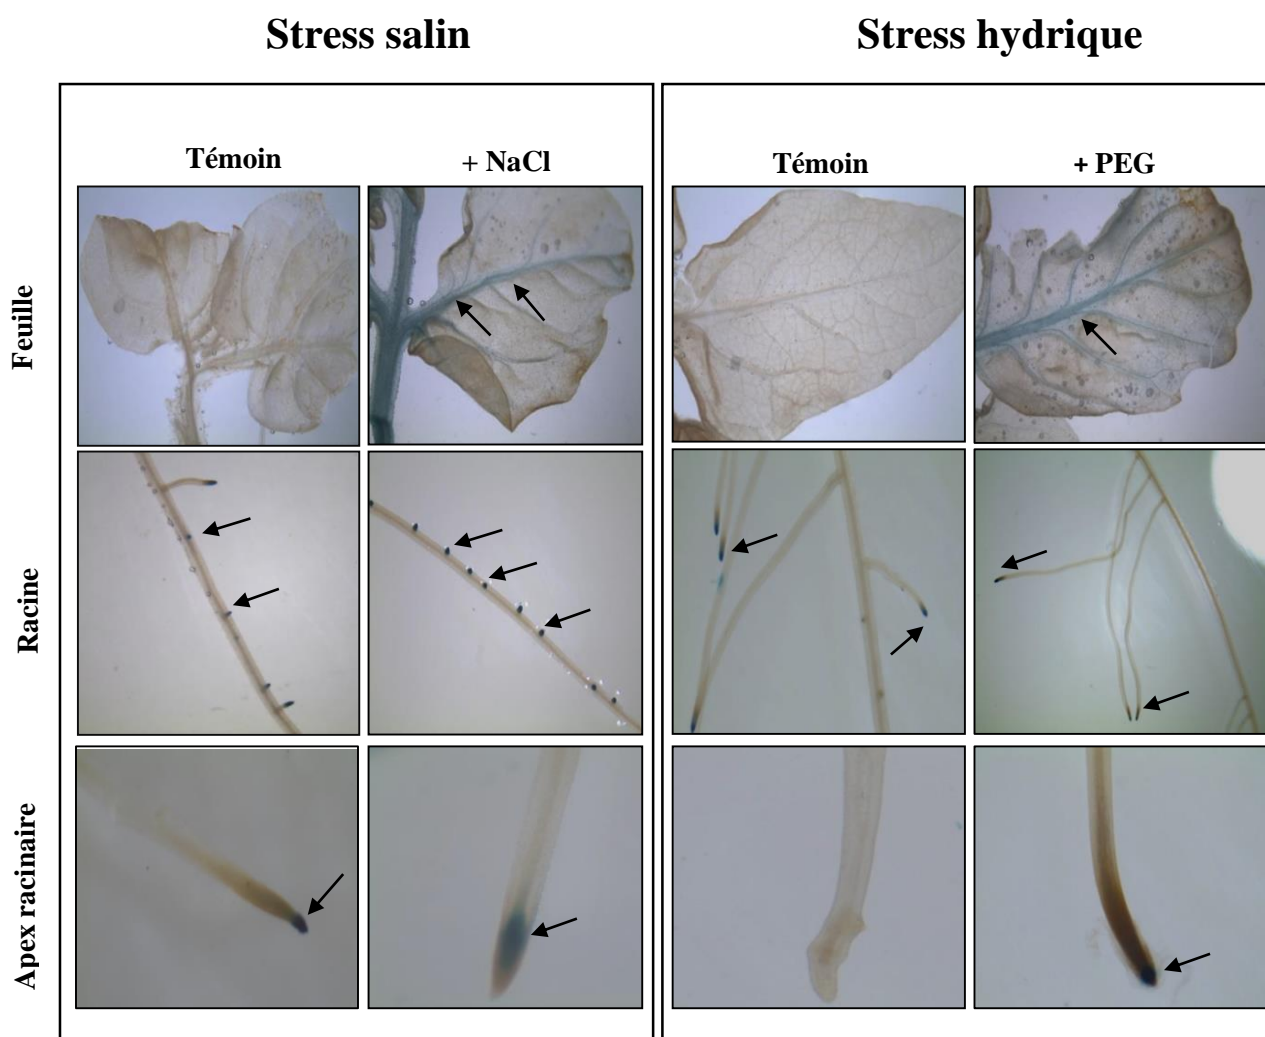 Stress salin
Stress hydrique
Témoin
+ NaCl
Témoin
+ PEG
Feuille
Racine
Apex racinaire